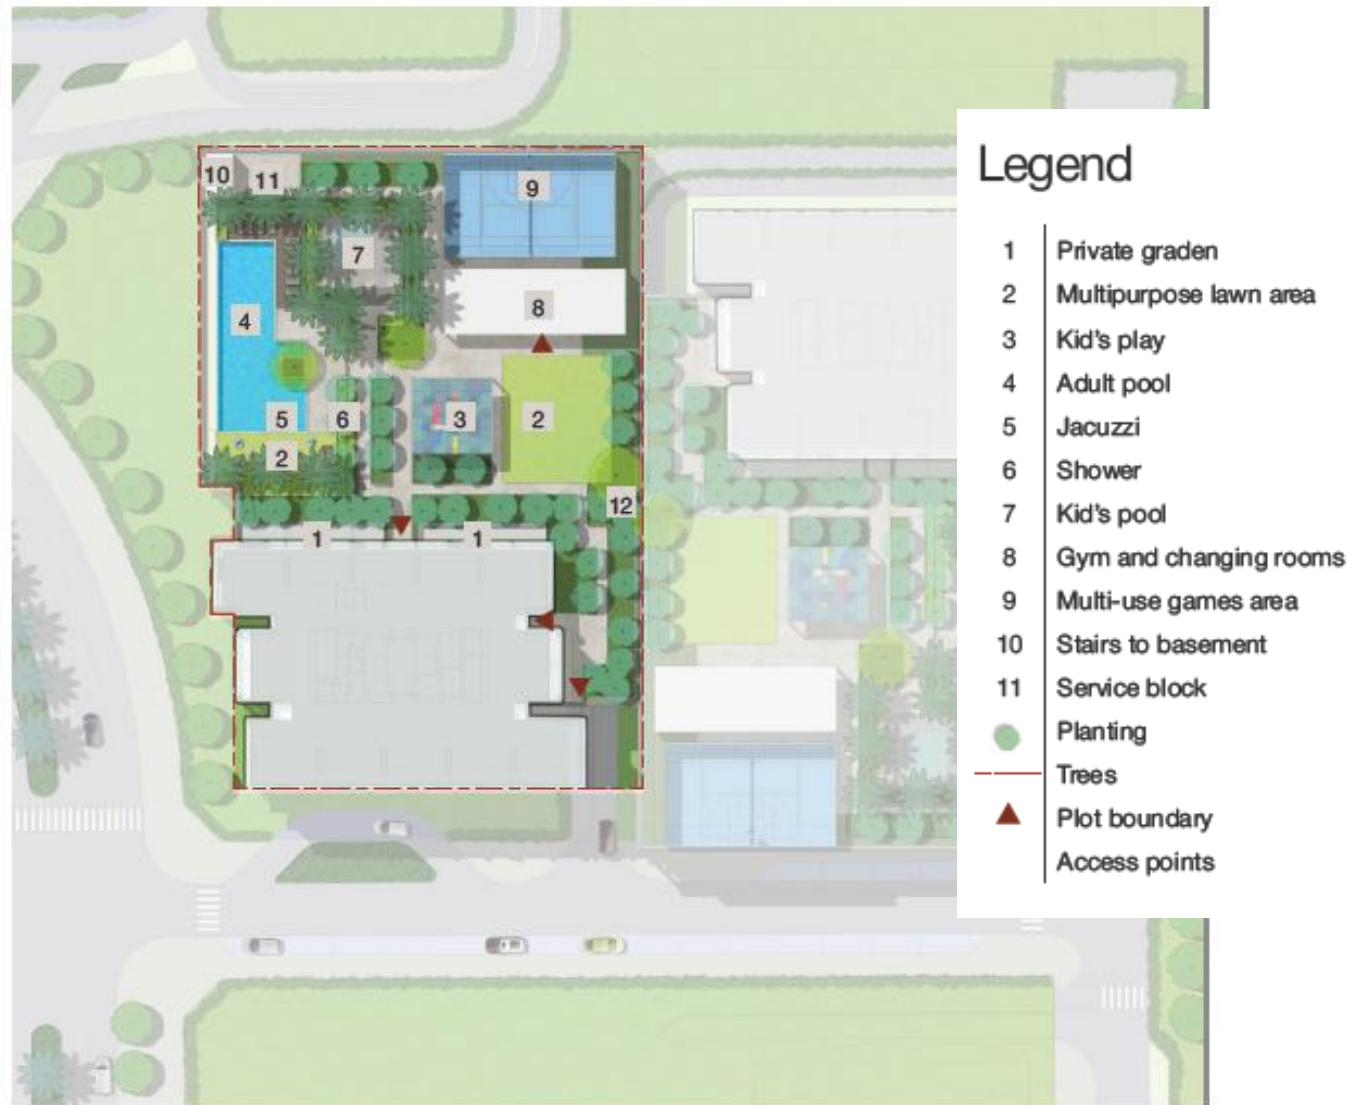 10
11
9
7
8
4
5
6
3
2
2
12
1
1
Legend
1 Private graden
2 Multipurpose lawn area
3 Kid's play
4 Adult pool
5 Jacuzzi
6 Shower
7 Kid's pool
8 Gym and changing rooms
9 Multi-use games area
10 Stairs to basement
11 Service block
Planting
Trees
Plot boundary
Access points